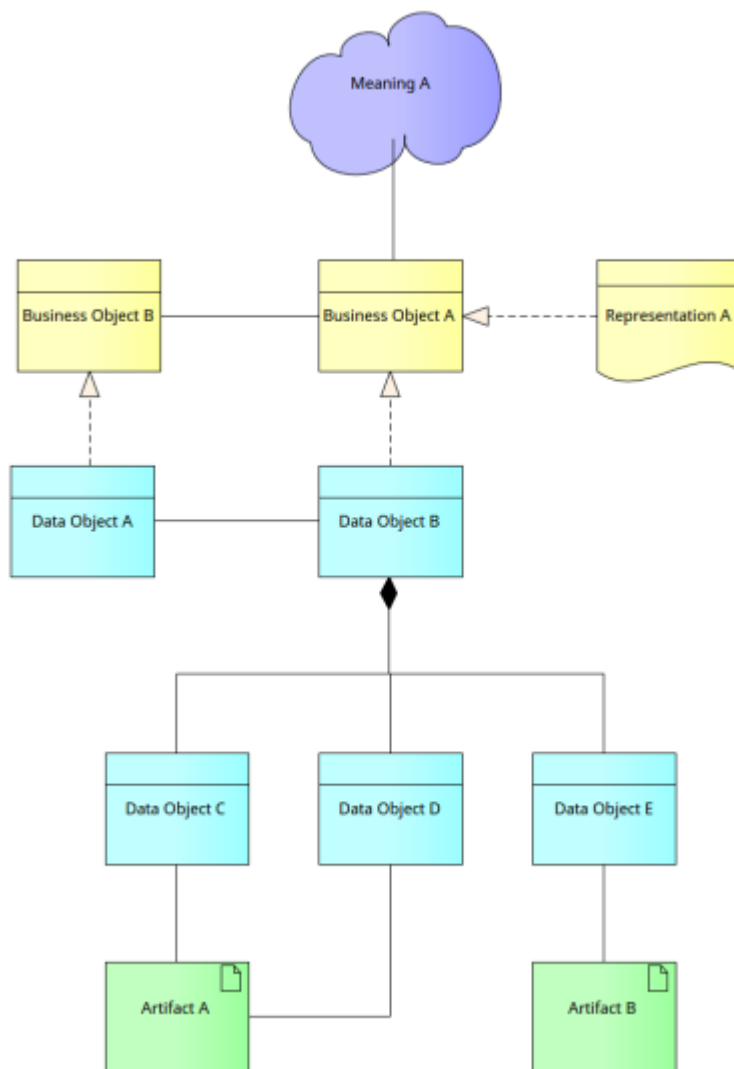 Meaning A
Business Object B
Business Object A
Representation A
Data Object A
Data Object B
Data Object C
Data Object D
Data Object E
Artifact A
Artifact B